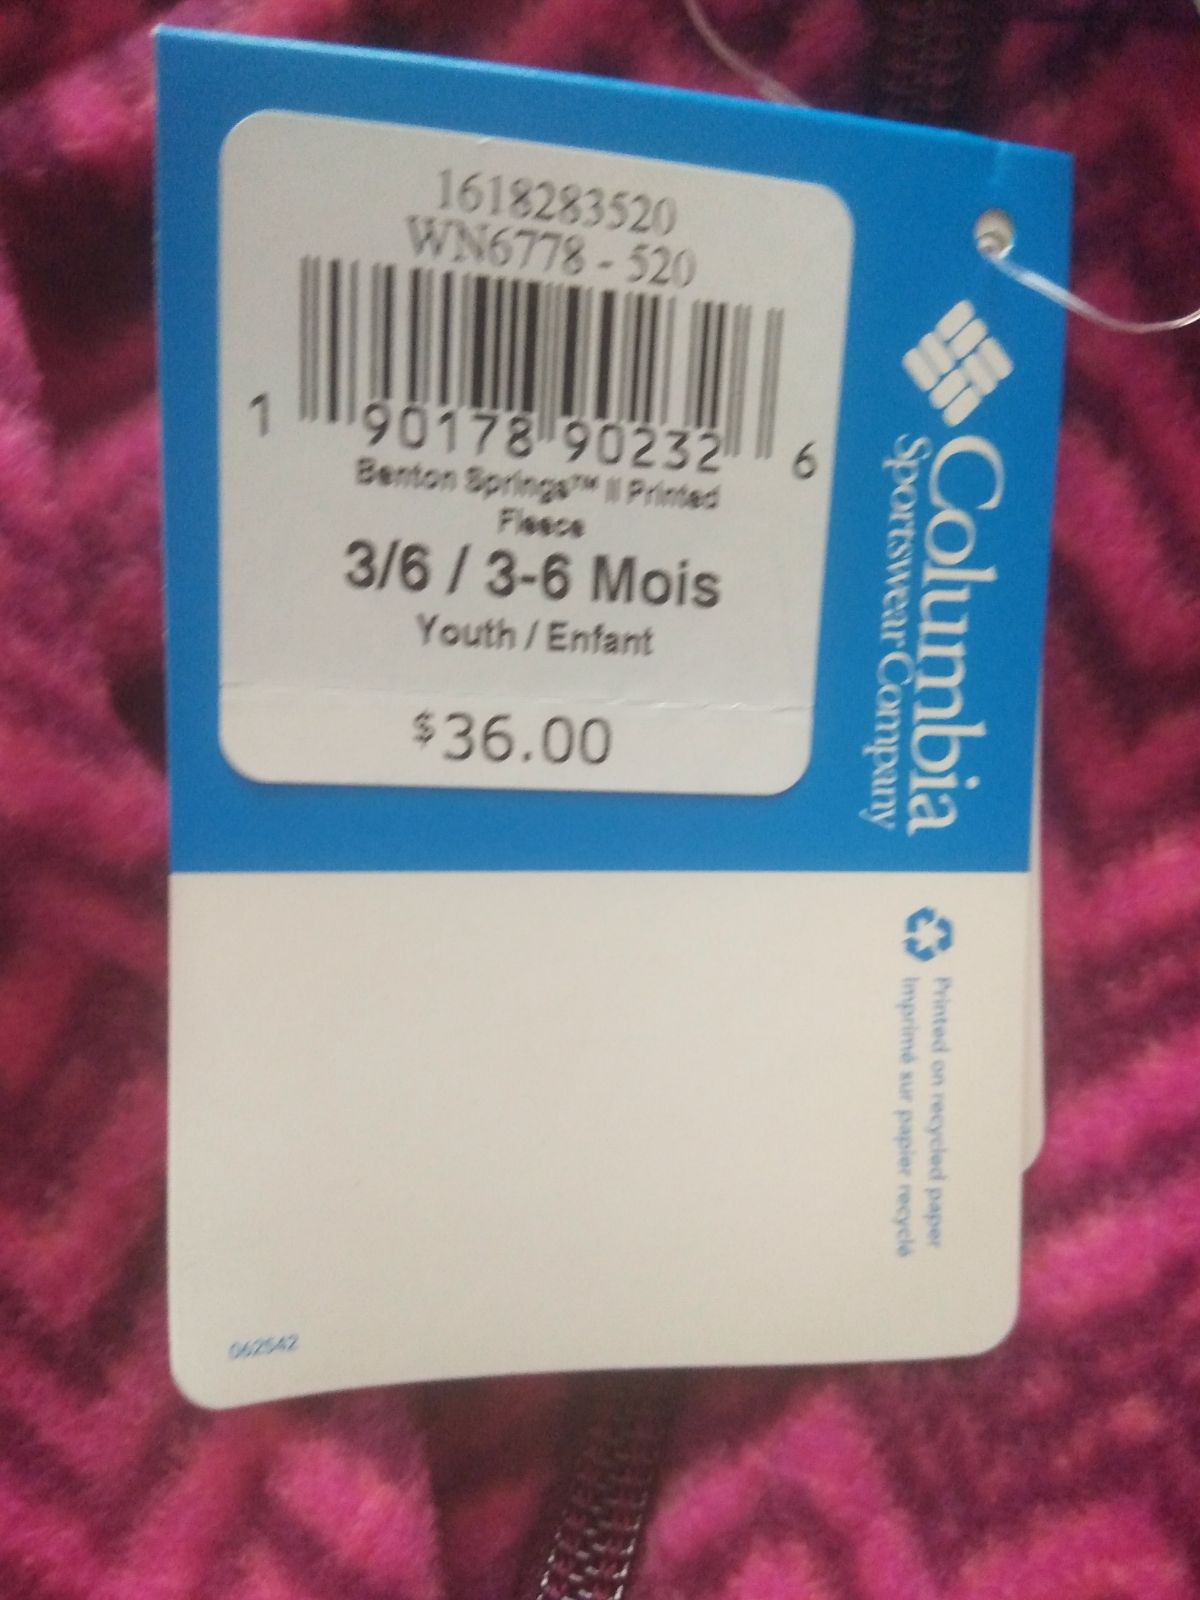 1618283520
WN6778 - 520
1 90178 90232 6
Benton Springs™ II Printed
Fleece
3/6 / 3-6 Mois
Youth / Enfant
$36.00
Columbia
Sportswear Company
Printed on recycled paper
Imprimé sur papier recyclé
062542